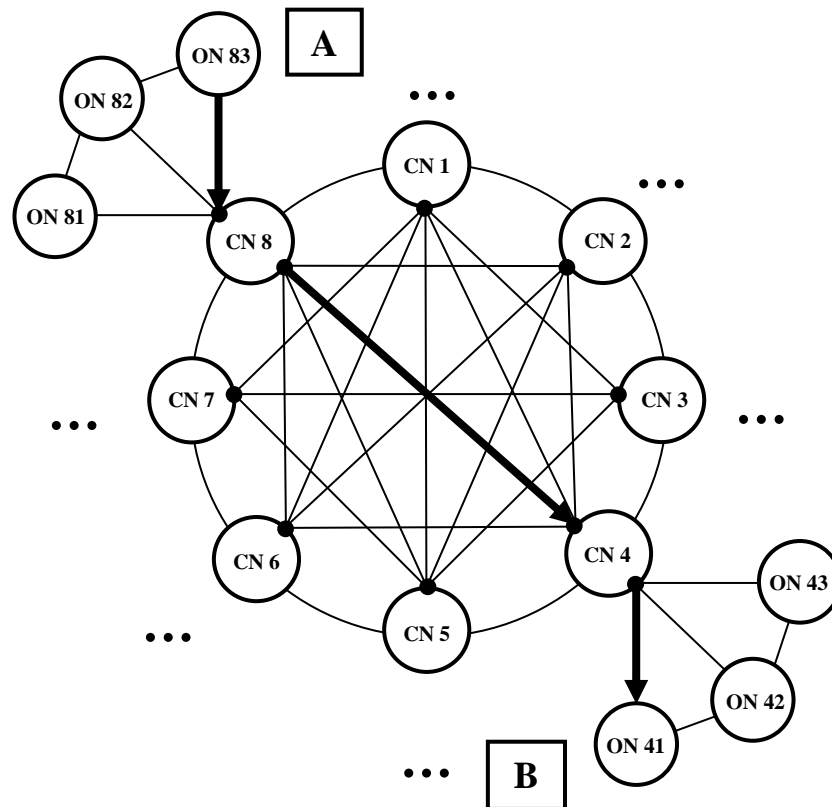 ON 83
A
ON 82
...
CN 1
...
ON 81
CN 8
CN 2
CN 7
CN 3
...
...
CN 6
CN 4
ON 43
CN 5
...
ON 42
ON 41
...
B